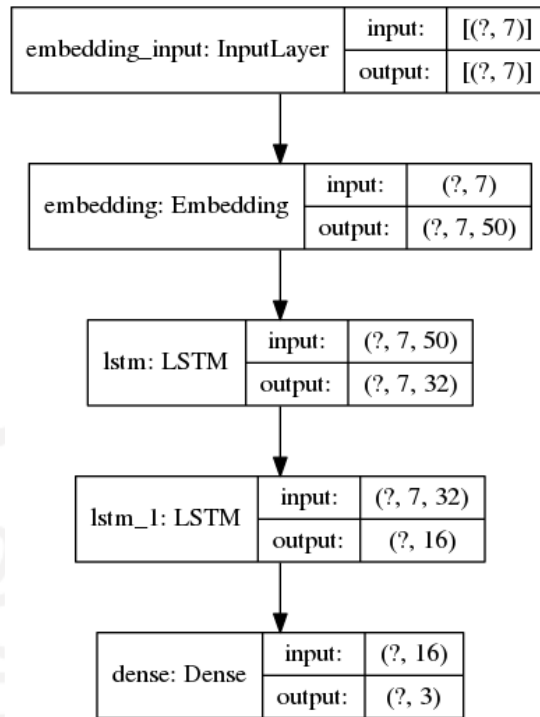 embedding_input: InputLayer
input: [(?, 7)]
output: [(?, 7)]
embedding: Embedding
input: (?, 7)
output: (?, 7, 50)
lstm: LSTM
input: (?, 7, 50)
output: (?, 7, 32)
lstm_1: LSTM
input: (?, 7, 32)
output: (?, 16)
dense: Dense
input: (?, 16)
output: (?, 3)